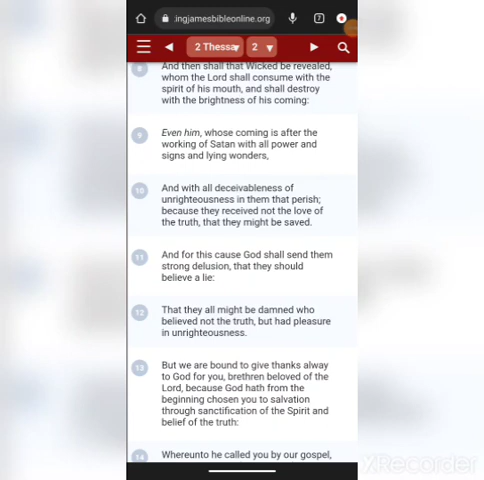 .ingjamesbibleonline.org
7
2 Thessa
2
8
And then shall that Wicked be revealed,
whom the Lord shall consume with the
spirit of his mouth, and shall destroy
with the brightness of his coming:
9
Even him, whose coming is after the
working of Satan with all power and
signs and lying wonders,
10
And with all deceivableness of
unrighteousness in them that perish;
because they received not the love of
the truth, that they might be saved.
11
And for this cause God shall send them
strong delusion, that they should
believe a lie:
12
That they all might be damned who
believed not the truth, but had pleasure
in unrighteousness.
13
But we are bound to give thanks alway
to God for you, brethren beloved of the
Lord, because God hath from the
beginning chosen you to salvation
through sanctification of the Spirit and
belief of the truth:
14
Whereunto he called you by our gospel,
XRecorder